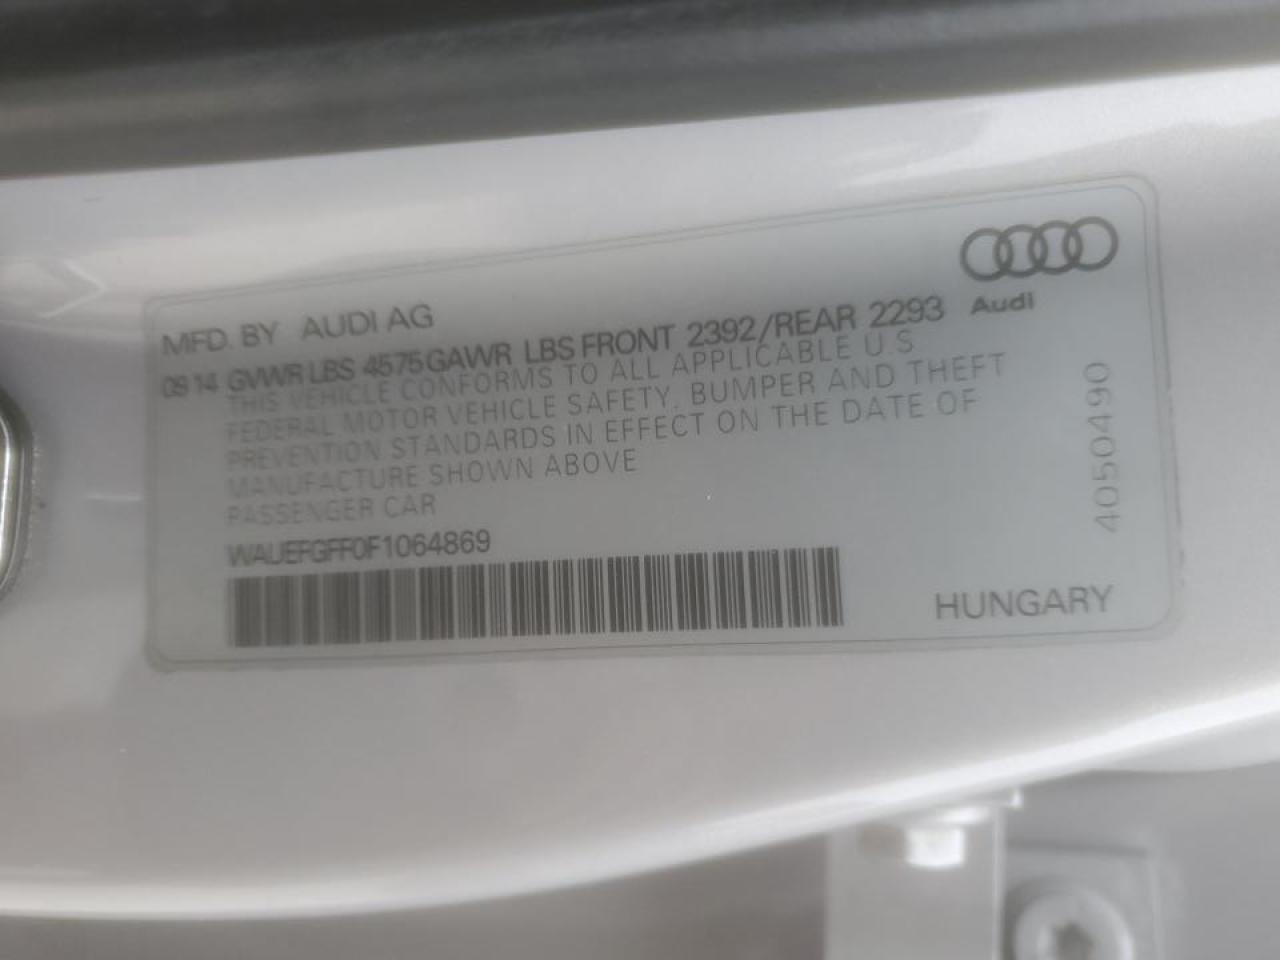 Audi
MFD. BY AUDI AG
09 14 GVWR LBS 4575 GAWR LBS FRONT 2392/REAR 2293
THIS VEHICLE CONFORMS TO ALL APPLICABLE U.S
FEDERAL MOTOR VEHICLE SAFETY, BUMPER AND THEFT
PREVENTION STANDARDS IN EFFECT ON THE DATE OF
MANUFACTURE SHOWN ABOVE
PASSENGER CAR
WAUEFGFF0F1064869
4050490
HUNGARY